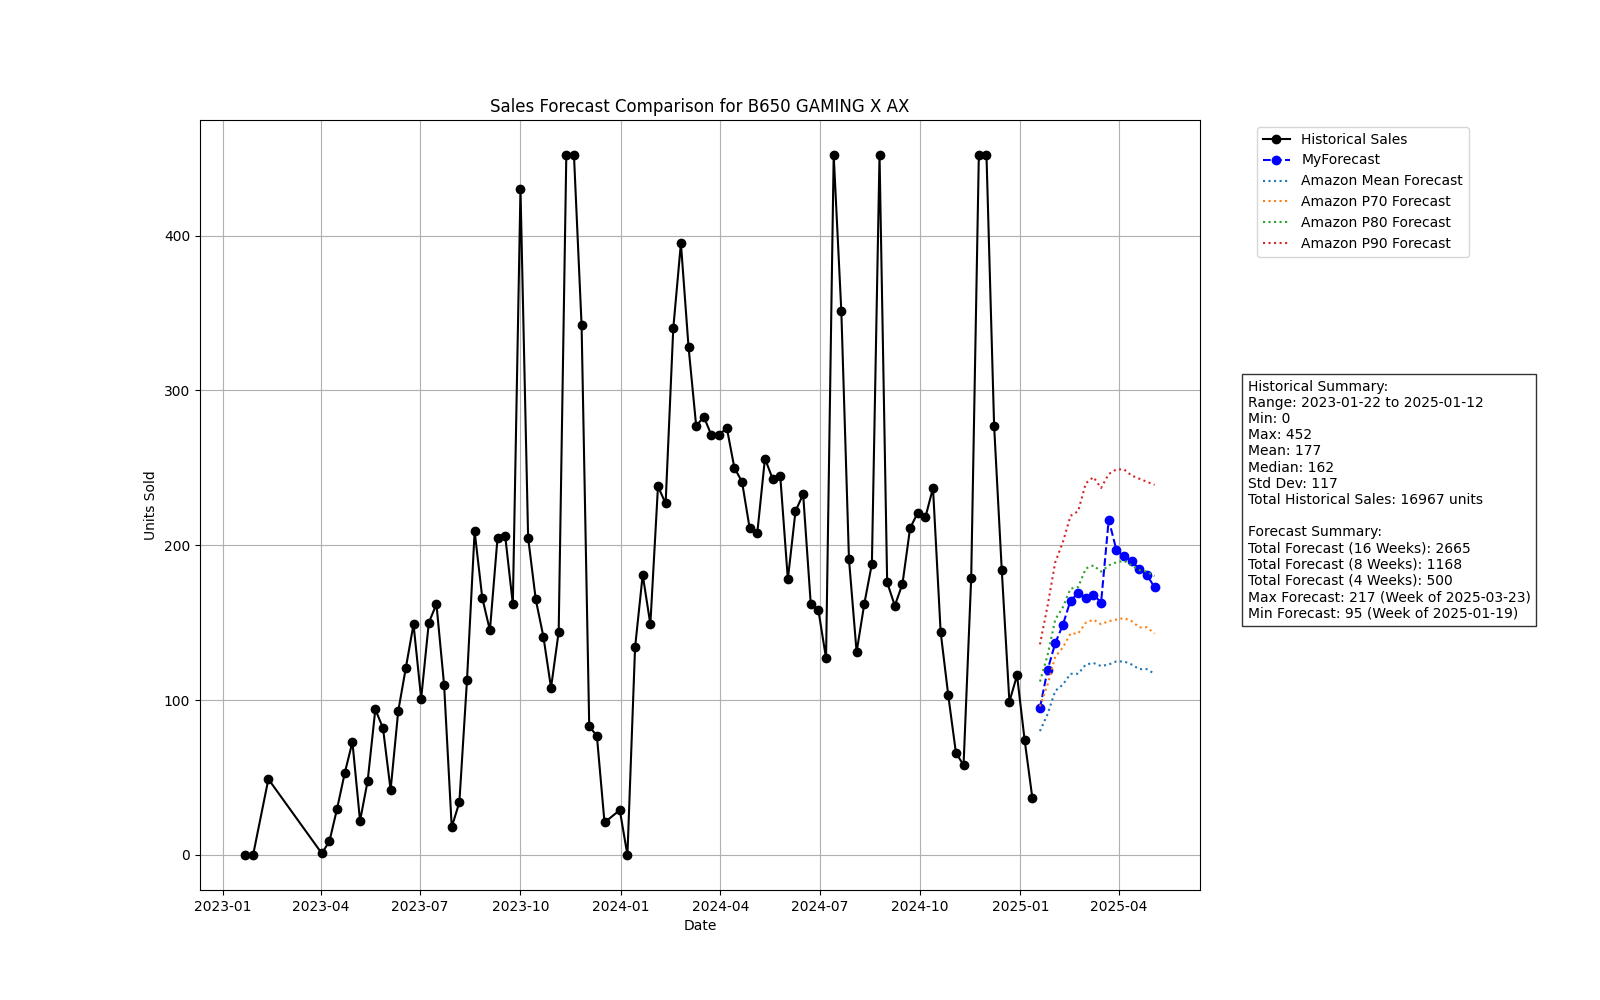 Sales Forecast Comparison for B650 GAMING X AX
Historical Sales
MyForecast
Amazon Mean Forecast
Amazon P70 Forecast
Amazon P80 Forecast
Amazon P90 Forecast
400
300
200
100
0
Units Sold
2023-01 2023-04 2023-07 2023-10 2024-01 2024-04 2024-07 2024-10 2025-01 2025-04
Date
Historical Summary:
Range: 2023-01-22 to 2025-01-12
Min: 0
Max: 452
Mean: 177
Median: 162
Std Dev: 117
Total Historical Sales: 16967 units
Forecast Summary:
Total Forecast (16 Weeks): 2665
Total Forecast (8 Weeks): 1168
Total Forecast (4 Weeks): 500
Max Forecast: 217 (Week of 2025-03-23)
Min Forecast: 95 (Week of 2025-01-19)